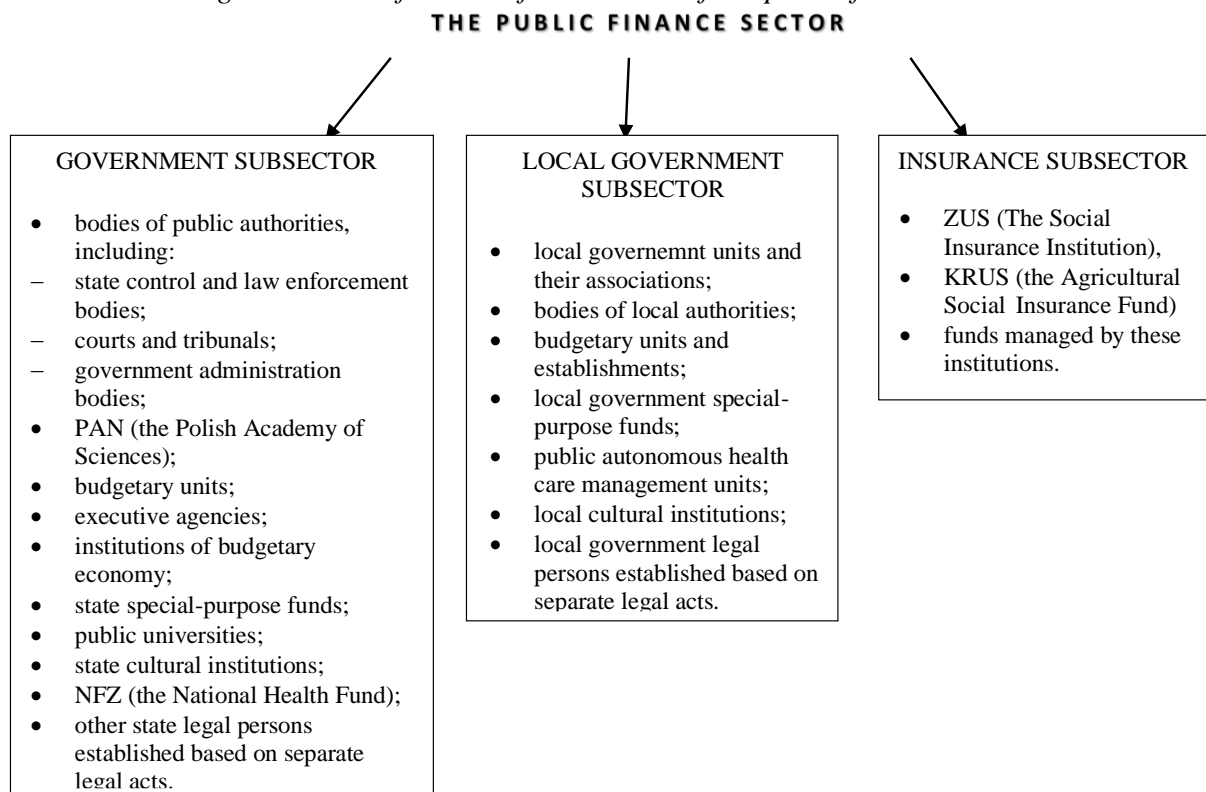 THE PUBLIC FINANCE SECTOR
GOVERNMENT SUBSECTOR
• bodies of public authorities,
including:
– state control and law enforcement
bodies;
– courts and tribunals;
– government administration
bodies;
• PAN (the Polish Academy of
Sciences);
• budgetary units;
• executive agencies;
• institutions of budgetary
economy;
• state special-purpose funds;
• public universities;
• state cultural institutions;
• NFZ (the National Health Fund);
• other state legal persons
established based on separate
legal acts.
LOCAL GOVERNMENT
SUBSECTOR
• local governemnt units and
their associations;
• bodies of local authorities;
• budgetary units and
establishments;
• local government special-
purpose funds;
• public autonomous health
care management units;
• local cultural institutions;
• local government legal
persons established based on
separate legal acts.
INSURANCE SUBSECTOR
• ZUS (The Social
Insurance Institution),
• KRUS (the Agricultural
Social Insurance Fund)
• funds managed by these
institutions.